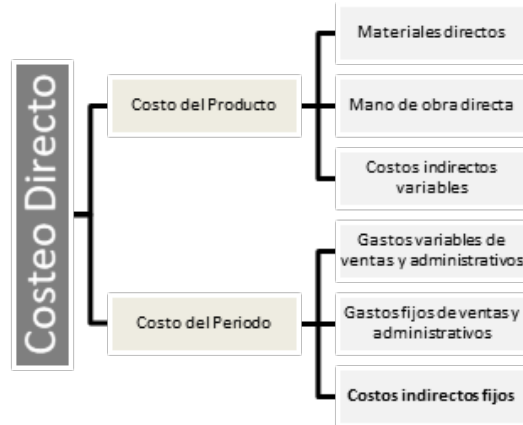 Costeo Directo
Costo del Producto
Materiales directos
Mano de obra directa
Costos indirectos
variables
Costo del Periodo
Gastos variables de
ventas y administrativos
Gastos fijos de ventas y
administrativos
Costos indirectos fijos